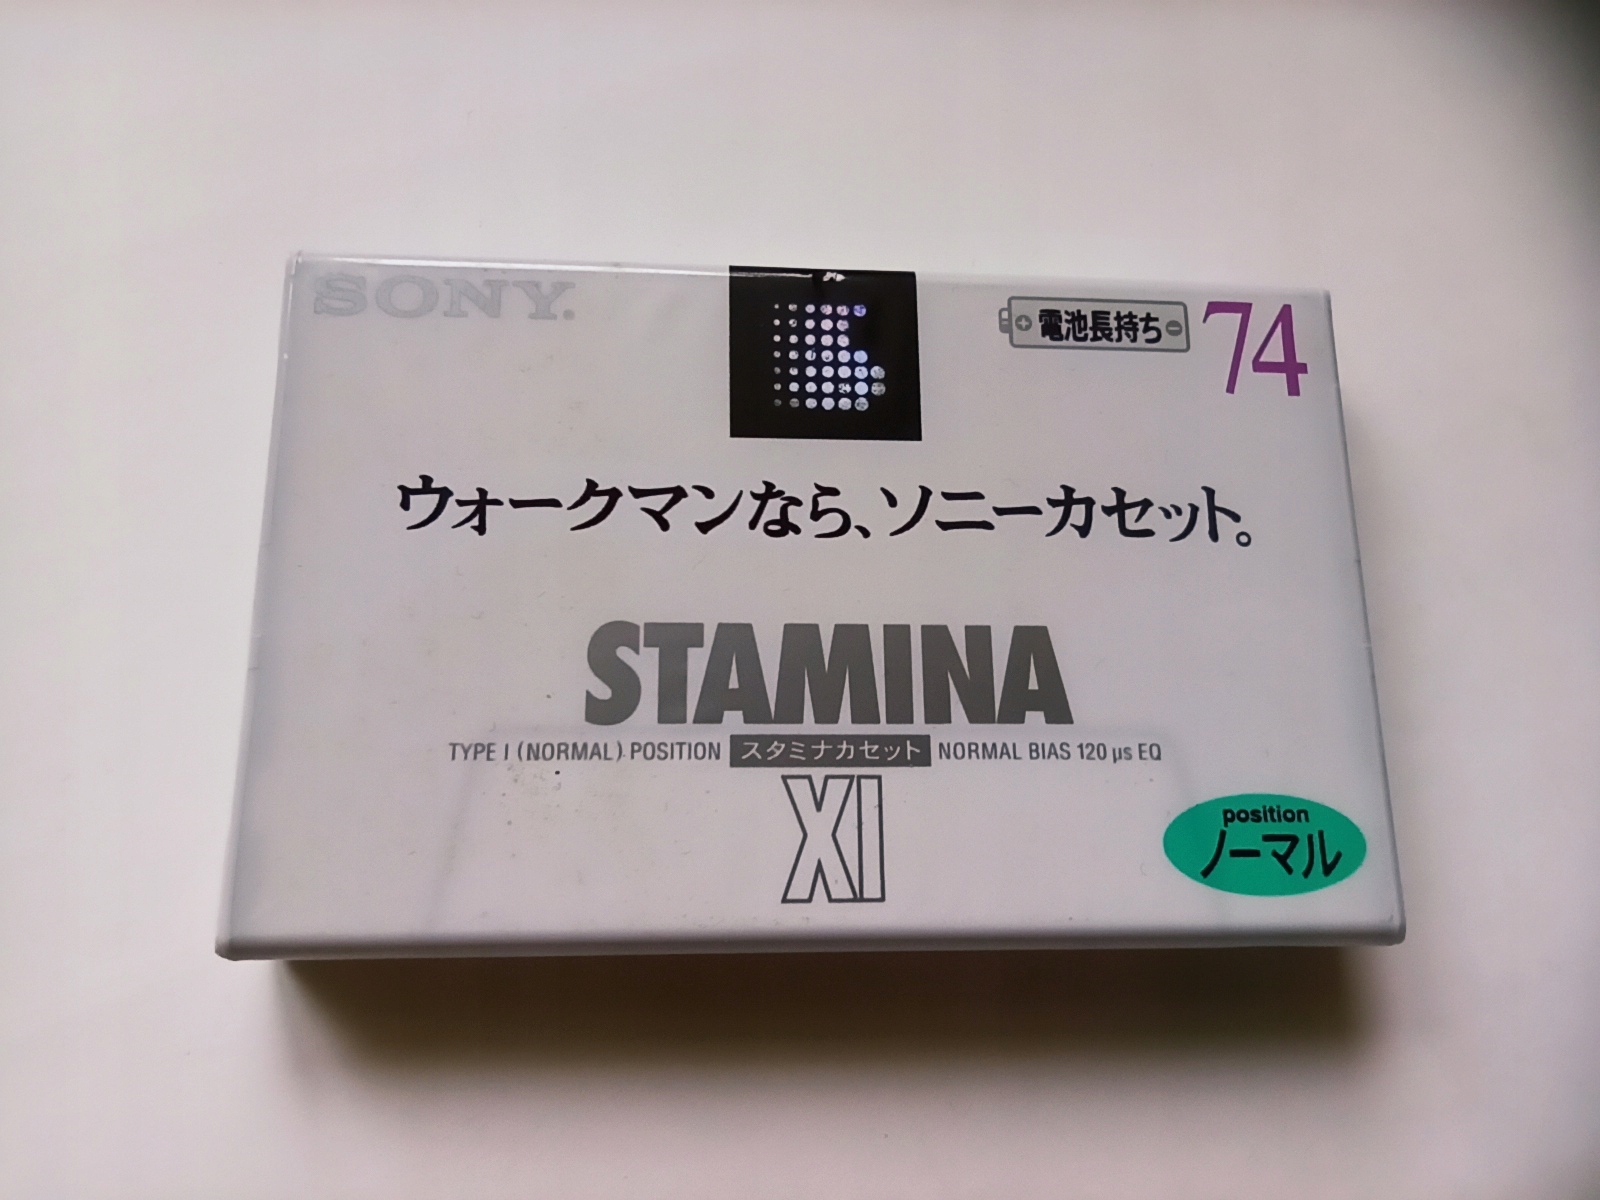 SONY.
電池長持ち
74
ウォークマンなら、ソニーカセット。
STAMINA
TYPE I (NORMAL) POSITION スタミナカセット NORMAL BIAS 120 µs EQ
XI
position
ノーマル